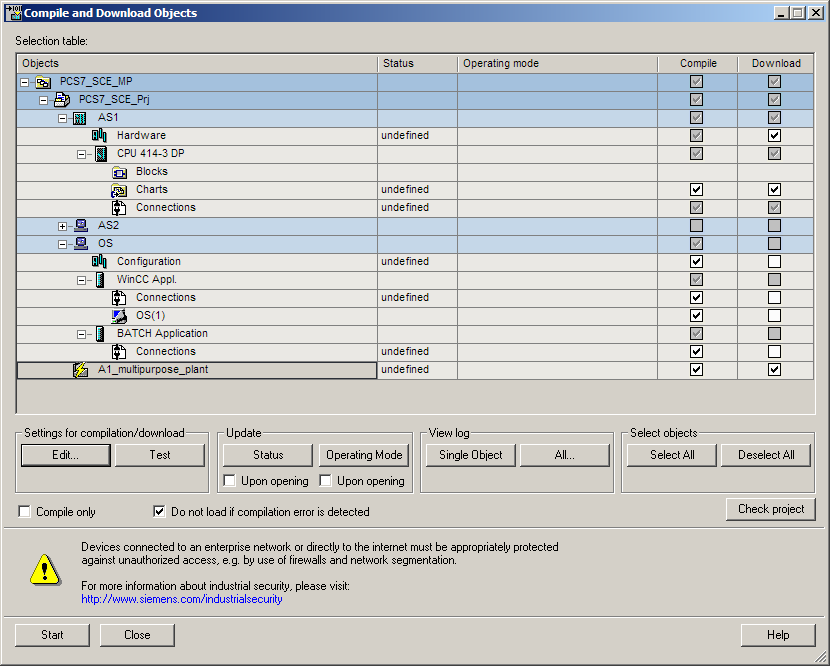 Compile and Download Objects
Selection table:
Objects Status Operating mode Compile Download
PCS7_SCE_MP
PCS7_SCE_Prj
AS1
Hardware undefined
CPU 414-3 DP
Blocks
Charts undefined
Connections undefined
AS2
OS
Configuration undefined
WinCC Appl.
Connections undefined
OS(1)
BATCH Application
Connections undefined
A1_multipurpose_plant undefined
Settings for compilation/download Update View log Select objects
Edit... Test Status Operating Mode Single Object All... Select All Deselect All
Upon opening Upon opening
Compile only Do not load if compilation error is detected Check project
Devices connected to an enterprise network or directly to the internet must be appropriately protected
against unauthorized access, e.g. by use of firewalls and network segmentation.
For more information about industrial security, please visit:
http://www.siemens.com/industrialsecurity
Start Close Help